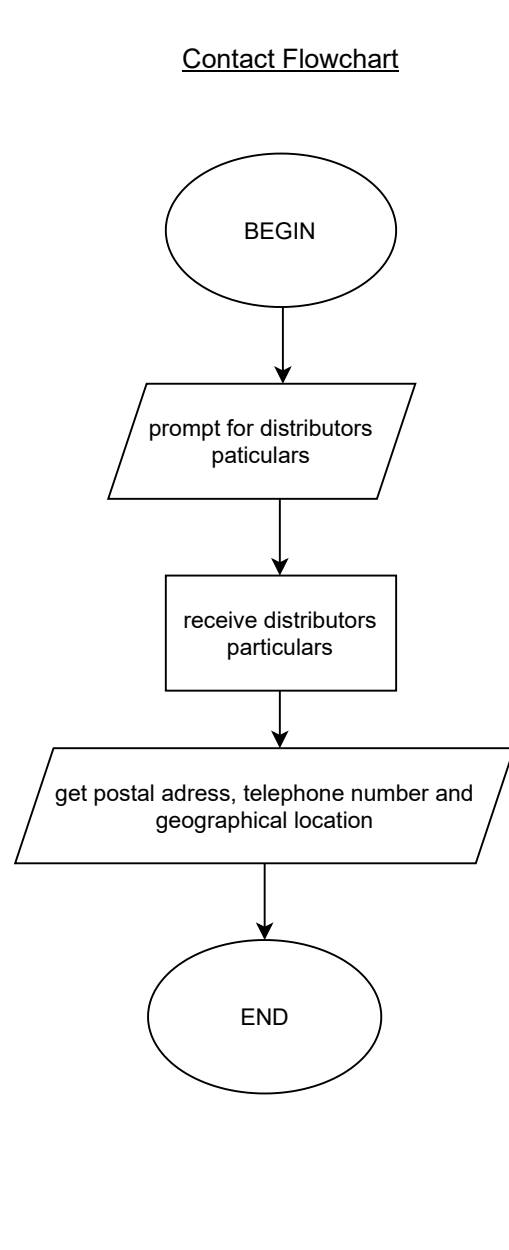 Contact Flowchart
BEGIN
prompt for distributors
paticulars
receive distributors
particulars
get postal adress, telephone number and
geographical location
END